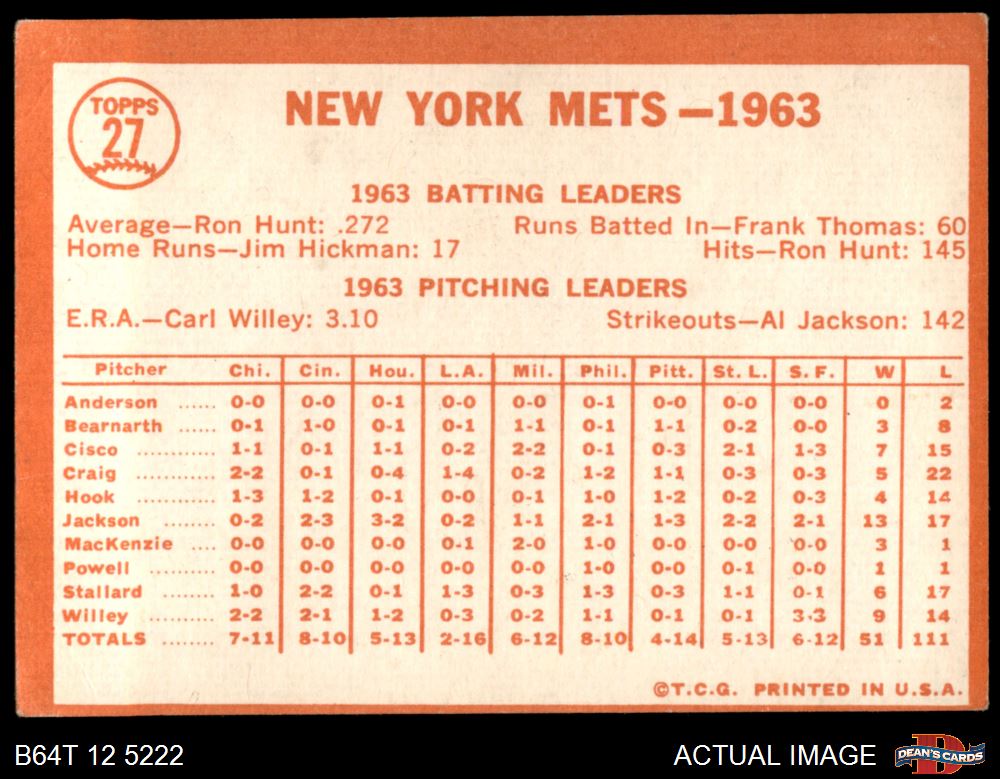 TOPPS
27
NEW YORK METS—1963
1963 BATTING LEADERS
Average—Ron Hunt: .272 Runs Batted In—Frank Thomas: 60
Home Runs—Jim Hickman: 17 Hits—Ron Hunt: 145
1963 PITCHING LEADERS
E.R.A.—Carl Willey: 3.10 Strikeouts—Al Jackson: 142
Pitcher Chi. Cin. Hou. L.A. Mil. Phil. Pitt. St. L. S.F. W L
Anderson ...... 0-0 0-0 0-1 0-0 0-0 0-1 0-0 0-0 0-0 0 2
Bearnarth ...... 0-1 1-0 0-1 0-1 1-1 0-1 1-1 0-2 0-0 3 8
Cisco ............ 1-1 0-1 1-1 0-2 2-2 0-1 0-3 2-1 1-3 7 15
Craig ............ 2-2 0-1 0-4 1-4 0-2 1-2 1-1 0-3 0-3 5 22
Hook ............ 1-3 1-2 0-1 0-0 0-1 1-0 1-2 0-2 0-3 4 14
Jackson ........ 0-2 2-3 3-2 0-2 1-1 2-1 1-3 2-2 2-1 13 17
MacKenzie .... 0-0 0-0 0-0 0-1 2-0 1-0 0-0 0-0 0-0 3 1
Powell .......... 0-0 0-0 0-0 0-0 0-0 1-0 0-0 0-1 0-0 1 1
Stallard ........ 1-0 2-2 0-1 1-3 0-3 1-3 0-3 1-1 0-1 6 17
Willey .......... 2-2 2-1 1-2 0-3 0-2 1-1 0-1 0-1 3-3 9 14
TOTALS ........ 7-11 8-10 5-13 2-16 6-12 8-10 4-14 5-13 6-12 51 111
©T.C.G. PRINTED IN U.S.A.
B64T 12 5222 ACTUAL IMAGE
DEAN'S CARDS